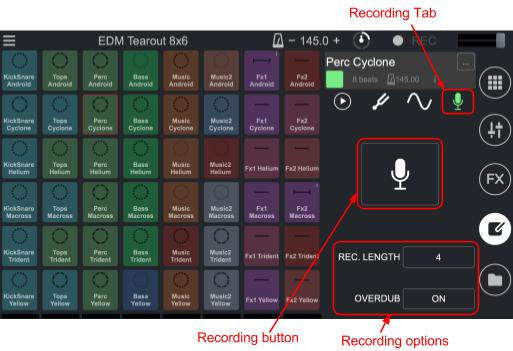 Recording Tab
EDM Tearout 8x6
− 145.0 +
REC
KickSnare Android
Tops Android
Perc Android
Bass Android
Music Android
Music2 Android
Fx1 Android
Fx2 Android
Perc Cyclone
...
8 beats
145.00
KickSnare Cyclone
Tops Cyclone
Perc Cyclone
Bass Cyclone
Music Cyclone
Music2 Cyclone
Fx1 Cyclone
Fx2 Cyclone
KickSnare Helium
Tops Helium
Perc Helium
Bass Helium
Music Helium
Music2 Helium
Fx1 Helium
Fx2 Helium
FX
KickSnare Macross
Tops Macross
Perc Macross
Bass Macross
Music Macross
Music2 Macross
Fx1 Macross
Fx2 Macross
KickSnare Trident
Tops Trident
Perc Trident
Bass Trident
Music Trident
Music2 Trident
Fx1 Trident
Fx2 Trident
REC. LENGTH
4
KickSnare Yellow
Tops Yellow
Perc Yellow
Bass Yellow
Music Yellow
Music2 Yellow
Fx1 Yellow
Fx2 Yellow
OVERDUB
ON
Recording button
Recording options